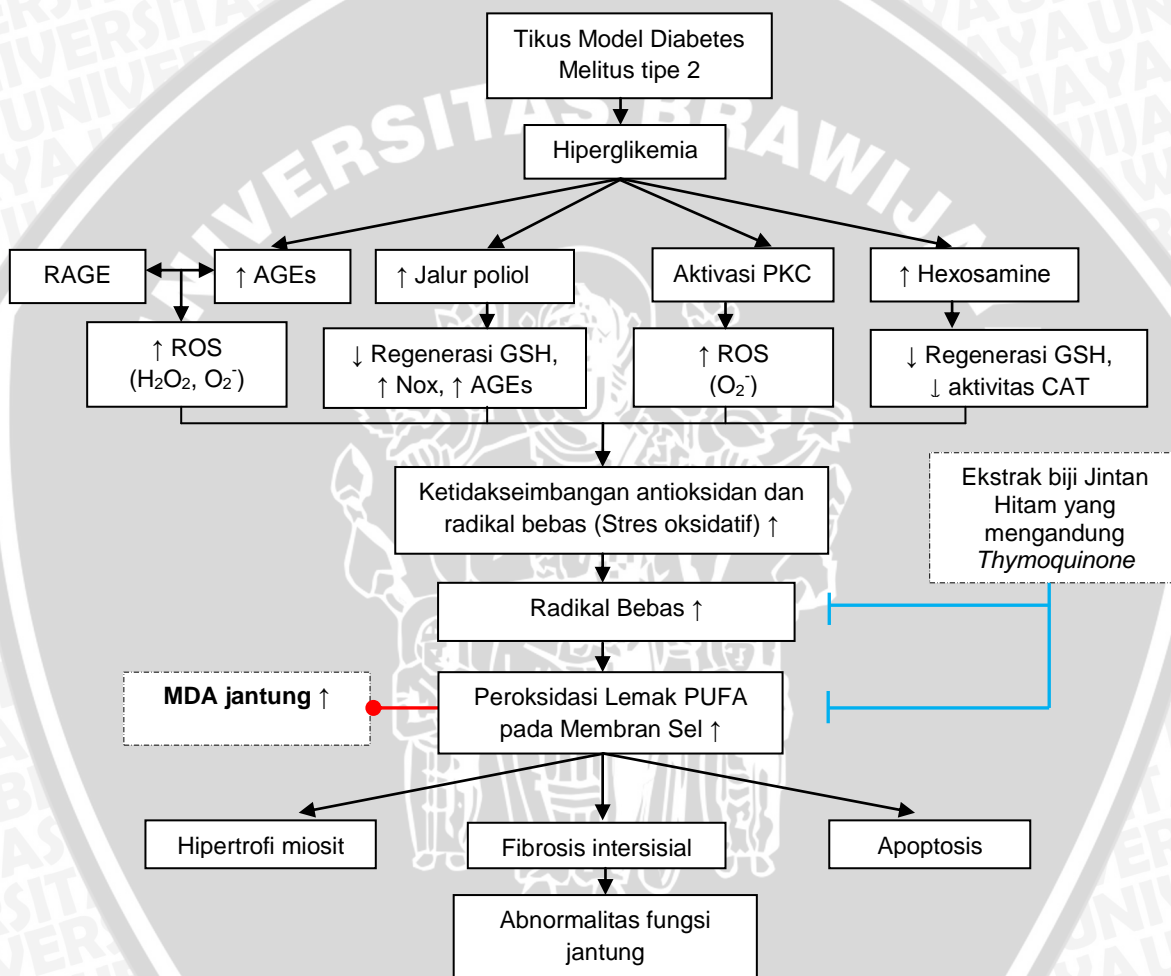 UNIVERSITAS BRAWIJAYA
Tikus Model Diabetes
Melitus tipe 2
Hiperglikemia
RAGE
↑ AGEs
↑ Jalur poliol
Aktivasi PKC
↑ Hexosamine
↑ ROS
(H₂O₂, O₂⁻)
↓ Regenerasi GSH,
↑ Nox, ↑ AGEs
↑ ROS
(O₂⁻)
↓ Regenerasi GSH,
↓ aktivitas CAT
Ketidakseimbangan antioksidan dan
radikal bebas (Stres oksidatif) ↑
Ekstrak biji Jintan
Hitam yang
mengandung
Thymoquinone
Radikal Bebas ↑
MDA jantung ↑
Peroksidasi Lemak PUFA
pada Membran Sel ↑
Hipertrofi miosit
Fibrosis intersisial
Apoptosis
Abnormalitas fungsi
jantung